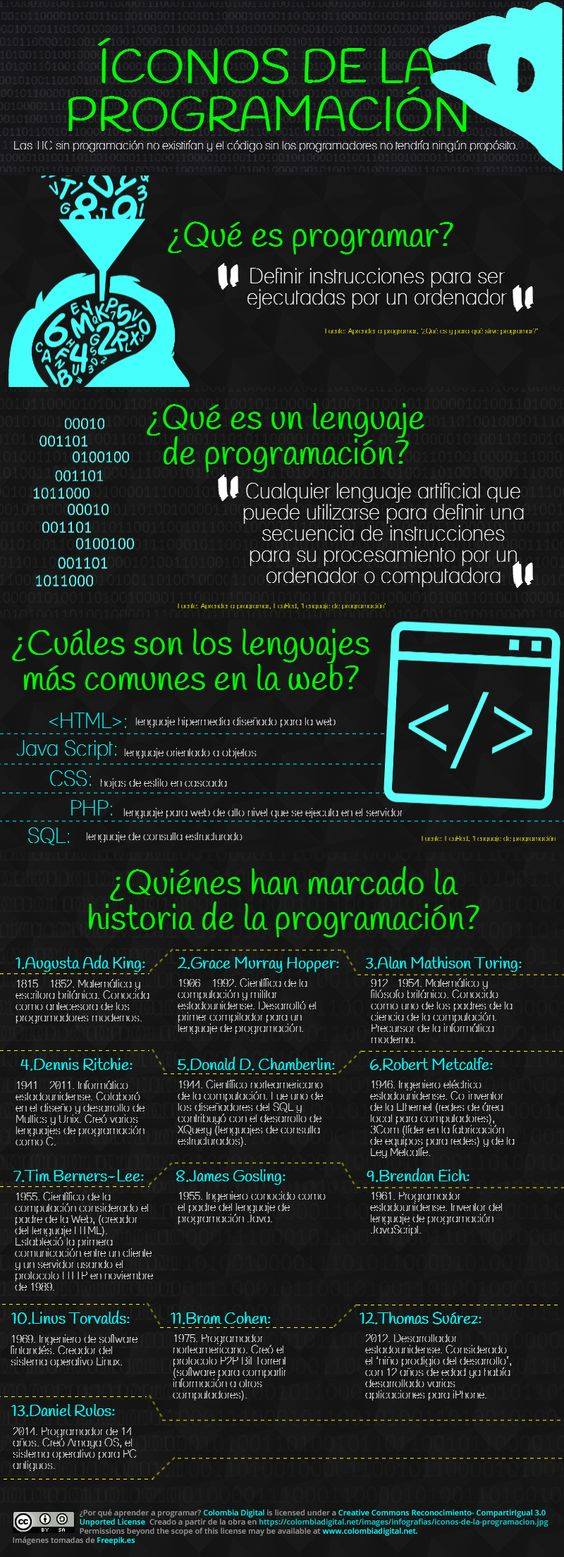 ÍCONOS DE LA
PROGRAMACIÓN
Las TIC sin programación no existirían y el código sin los programadores no tendría ningún propósito.
¿Qué es programar?
" Definir instrucciones para ser
ejecutadas por un ordenador "
Fuente: Aprender a programar, "¿Qué es y para qué sirve programar?"
¿Qué es un lenguaje
de programación?
00010
001101
0100100
001101
1011000
00010
001101
0100100
001101
1011000
" Cualquier lenguaje artificial que
puede utilizarse para definir una
secuencia de instrucciones
para su procesamiento por un
ordenador o computadora "
Fuente: Aprender a programar, EcuRed, "Lenguaje de programación"
¿Cuáles son los lenguajes
más comunes en la web?
</>
<HTML>: lenguaje hipermedia diseñado para la web
Java Script: lenguaje orientado a objetos
CSS: hojas de estilo en cascada
PHP: lenguaje para web de alto nivel que se ejecuta en el servidor
SQL: lenguaje de consulta estructurado
Fuente: EcuRed, "Lenguaje de programación
¿Quiénes han marcado la
historia de la programación?
1.Augusta Ada King:
1815 - 1852. Matemática y
escritora británica. Conocida
como antecesora de los
programadores modernos.
2.Grace Murray Hopper:
1906 - 1992. Científica de la
computación y militar
estadounidense. Desarrolló el
primer compilador para un
lenguaje de programación.
3.Alan Mathison Turing:
912 - 1954. Matemático y
filósofo británico. Conocido
como uno de los padres de la
ciencia de la computación.
Precursor de la informática
moderna.
4.Dennis Ritchie:
1941 - 2011. Informático
estadounidense. Colaboró
en el diseño y desarrollo de
Multics y Unix. Creó varios
lenguajes de programación
como C.
5.Donald D. Chamberlin:
1944. Científico norteamericano
de la computación. Fue uno de
los diseñadores del SQL y
contribuyó con el desarrollo de
XQuery (lenguajes de consulta
estructurados).
6.Robert Metcalfe:
1946. Ingeniero eléctrico
estadounidense. Co-inventor
de la Ethernet (redes de área
local para computadores),
3Com (líder en la fabricación
de equipos para redes) y de la
Ley Metcalfe.
7.Tim Berners-Lee:
1955. Científico de la
computación considerado el
padre de la Web, (creador
del lenguaje HTML).
Estableció la primera
comunicación entre un cliente
y un servidor usando el
protocolo HTTP en noviembre
de 1989.
8.James Gosling:
1955. Ingeniero conocido como
el padre del lenguaje de
programación Java.
9.Brendan Eich:
1961. Programador
estadounidense. Inventor del
lenguaje de programación
JavaScript.
10.Linus Torvalds:
1969. Ingeniero de software
finlandés. Creador del
sistema operativo Linux.
11.Bram Cohen:
1975. Programador
norteamericano. Creó el
protocolo P2P Bit Torrent
(software para compartir
información a otros
computadores).
12.Thomas Suárez:
2012. Desarrollador
estadounidense. Considerado
el "niño prodigio del desarrollo",
con 12 años de edad ya había
desarrollado varias
aplicaciones para iPhone.
13.Daniel Rulos:
2014. Programador de 14
años. Creó Amaya OS, el
sistema operativo para PC
antiguos.
cc BY SA
¿Por qué aprender a programar? Colombia Digital is licensed under a Creative Commons Reconocimiento- CompartirIgual 3.0
Unported License Creado a partir de la obra en https://colombiadigital.net/images/infografias/iconos-de-la-programacion.jpg
Permissions beyond the scope of this license may be available at www.colombiadigital.net.
Imágenes tomadas de Freepik.es